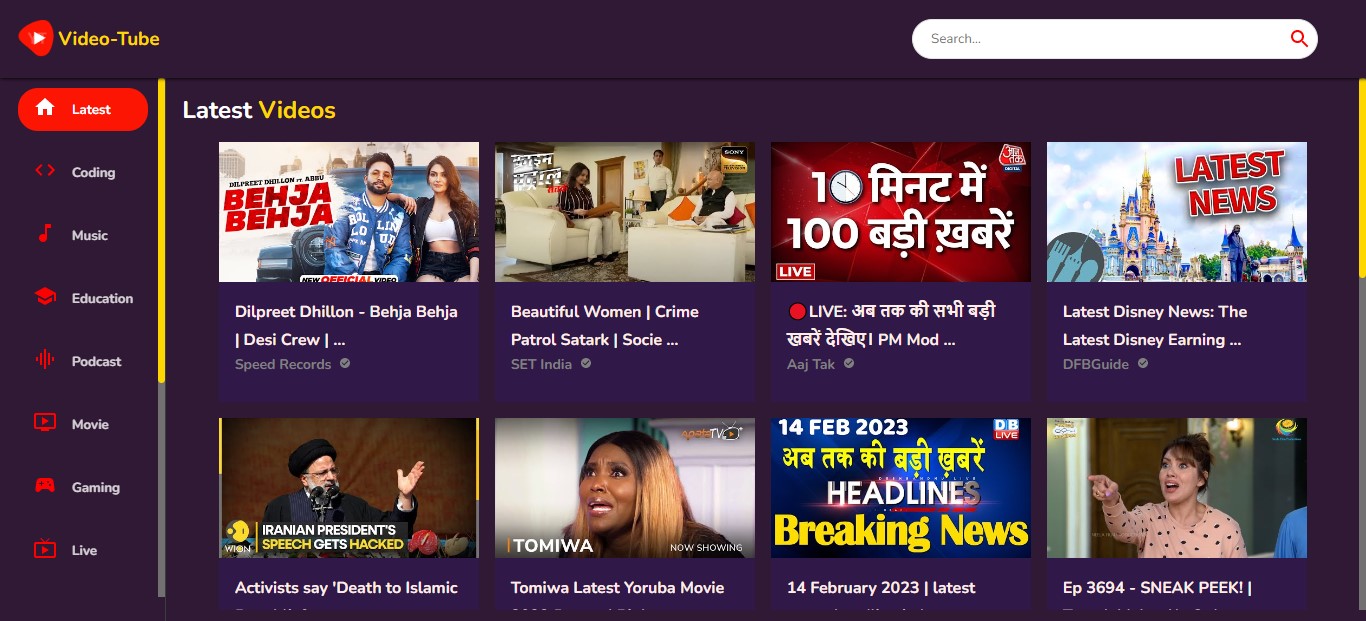 Video-Tube
Search...
Latest
Coding
Music
Education
Podcast
Movie
Gaming
Live
Latest Videos
DILPREET DHILLON FT. ABBU
BEHJA
BEHJA
NEW OFFICIAL VIDEO
Dilpreet Dhillon - Behja Behja
| Desi Crew | ...
Speed Records
SONY
Beautiful Women | Crime
Patrol Satark | Socie ...
SET India
आज तक
DIGITAL
10 मिनट में
100 बड़ी ख़बरें
LIVE
🔴LIVE: अब तक की सभी बड़ी
खबरें देखिए I PM Mod ...
Aaj Tak
LATEST
NEWS
Latest Disney News: The
Latest Disney Earning ...
DFBGuide
WION
IRANIAN PRESIDENT'S
SPEECH GETS HACKED
Activists say 'Death to Islamic
apataTV+
TOMIWA
NOW SHOWING
Tomiwa Latest Yoruba Movie
14 FEB 2023
DB
LIVE
अब तक की बड़ी ख़बरें
HEADLINES
Breaking News
14 February 2023 | latest
Ep 3694 - SNEAK PEEK! |